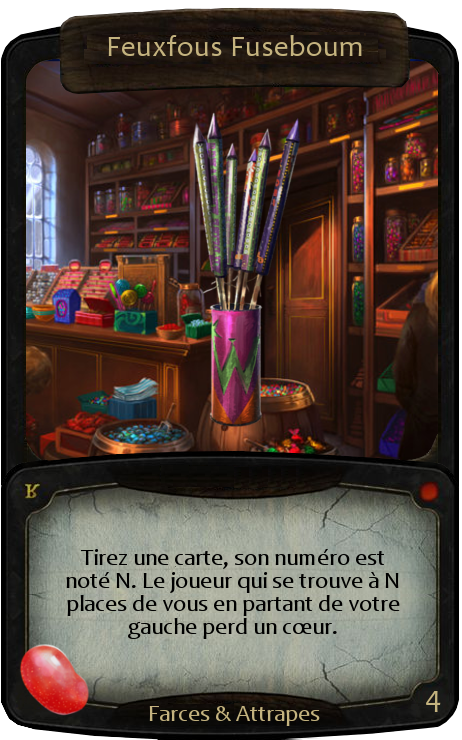 Feuxfous Fuseboum
Tirez une carte, son numéro est
noté N. Le joueur qui se trouve à N
places de vous en partant de votre
gauche perd un cœur.
Farces & Attrapes
4